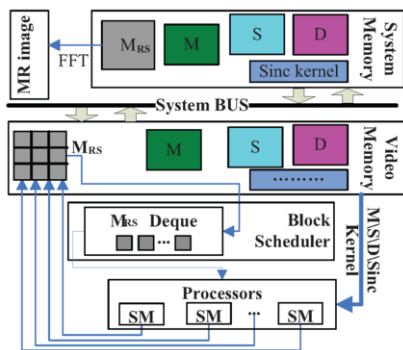 MR image
FFT
MRS
M
S
D
Sinc kernel
System Memory
System BUS
MRS
M
S
D
.........
Video Memory
MRS Deque
...
Block Scheduler
M\S\D\Sinc Kernel
Processors
SM
SM
...
SM